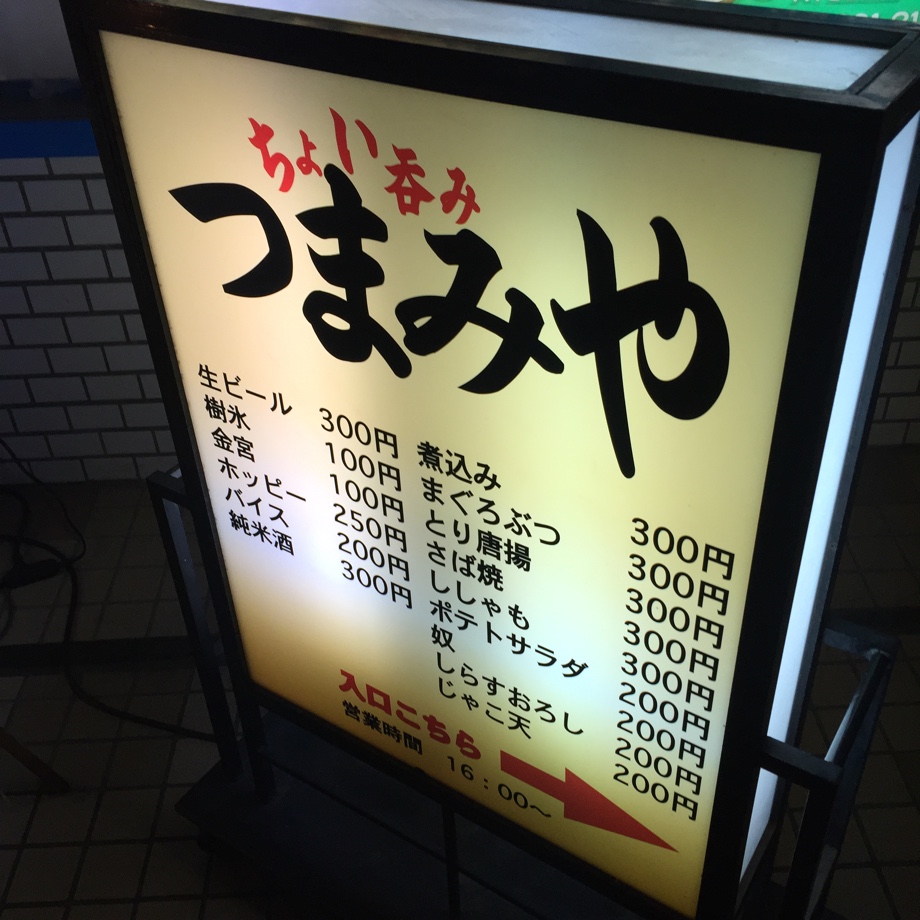 ちょい呑み
つまみや
生ビール 300円
樹氷 100円
金宮 100円
ホッピー 250円
バイス 200円
純米酒 300円
煮込み 300円
まぐろぶつ 300円
とり唐揚 300円
さば焼 300円
ししゃも 300円
ポテトサラダ 200円
奴 200円
しらすおろし 200円
じゃこ天 200円
入口こちら
営業時間
16：00～